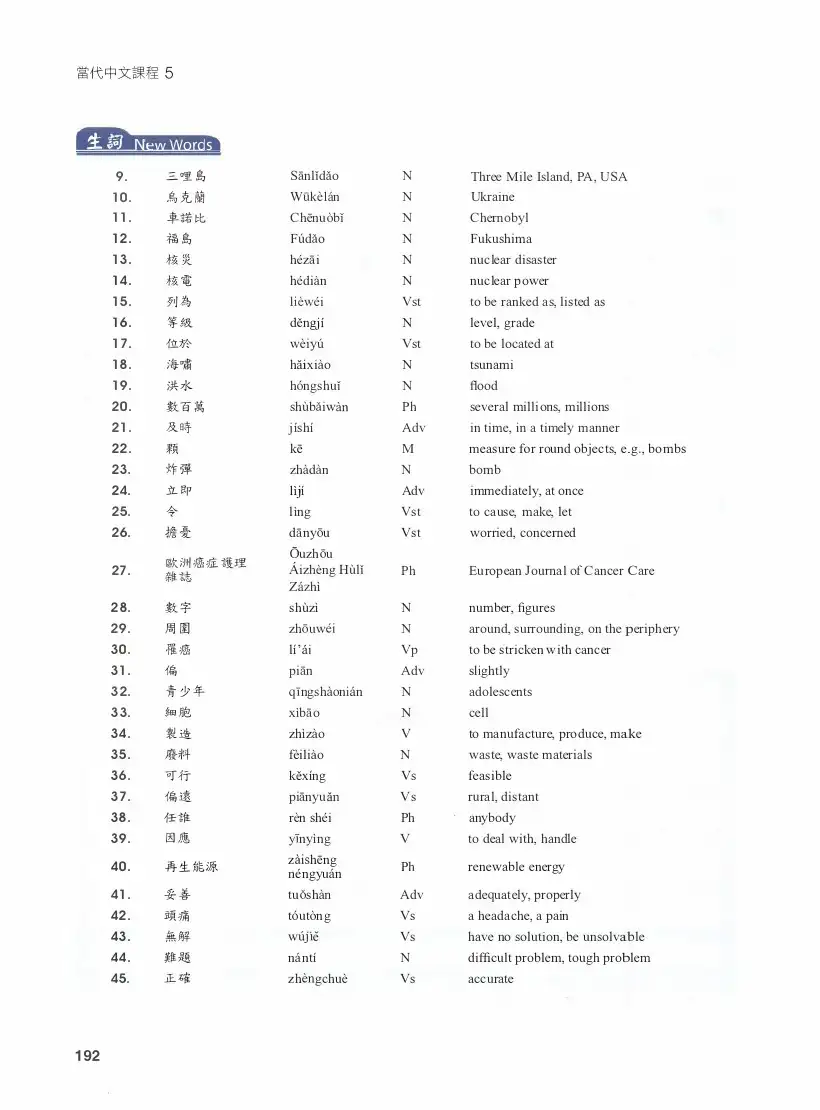 當代中文課程 5
生詞 New Words
9. 三哩島 Sānlǐdǎo N Three Mile Island, PA, USA
10. 烏克蘭 Wūkèlán N Ukraine
11. 車諾比 Chēnuòbǐ N Chernobyl
12. 福島 Fúdǎo N Fukushima
13. 核災 hézāi N nuclear disaster
14. 核電 hédiàn N nuclear power
15. 列為 lièwéi Vst to be ranked as, listed as
16. 等級 děngjí N level, grade
17. 位於 wèiyú Vst to be located at
18. 海嘯 hǎixiào N tsunami
19. 洪水 hóngshuǐ N flood
20. 數百萬 shùbǎiwàn Ph several millions, millions
21. 及時 jíshí Adv in time, in a timely manner
22. 顆 kē M measure for round objects, e.g., bombs
23. 炸彈 zhàdàn N bomb
24. 立即 lìjí Adv immediately, at once
25. 令 lìng Vst to cause, make, let
26. 擔憂 dānyōu Vst worried, concerned
27. 歐洲癌症護理
雜誌 Ōuzhōu
Áizhèng Hùlǐ
Zázhì Ph European Journal of Cancer Care
28. 數字 shùzì N number, figures
29. 周圍 zhōuwéi N around, surrounding, on the periphery
30. 罹癌 lí’ái Vp to be stricken with cancer
31. 偏 piān Adv slightly
32. 青少年 qīngshàonián N adolescents
33. 細胞 xìbāo N cell
34. 製造 zhìzào V to manufacture, produce, make
35. 廢料 fèiliào N waste, waste materials
36. 可行 kěxíng Vs feasible
37. 偏遠 piānyuǎn Vs rural, distant
38. 任誰 rèn shéi Ph anybody
39. 因應 yīnyìng V to deal with, handle
40. 再生能源 zàishēng
néngyuán Ph renewable energy
41. 妥善 tuǒshàn Adv adequately, properly
42. 頭痛 tóutòng Vs a headache, a pain
43. 無解 wújiě Vs have no solution, be unsolvable
44. 難題 nántí N difficult problem, tough problem
45. 正確 zhèngchuè Vs accurate
192